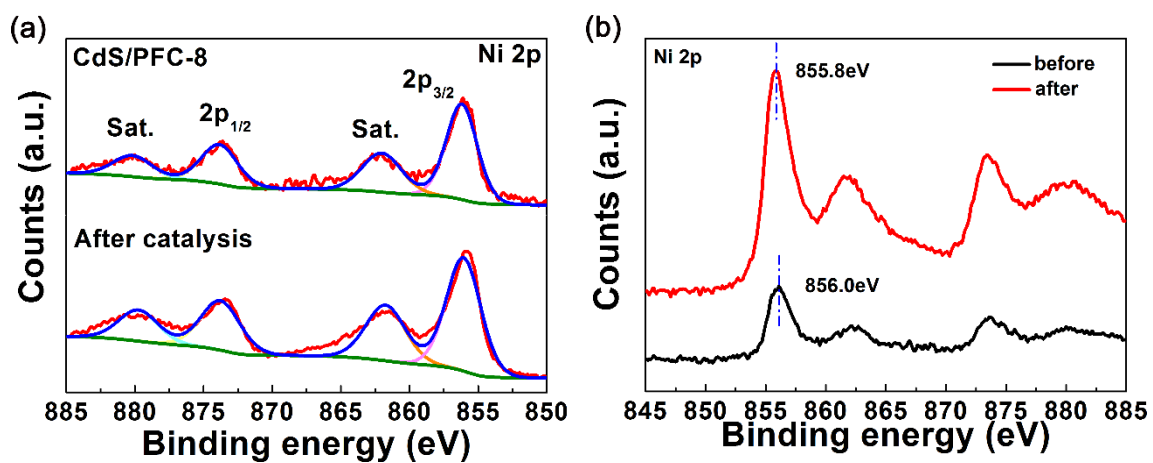 (a)
CdS/PFC-8
Ni 2p
2p3/2
2p1/2
Sat.
Sat.
After catalysis
Counts (a.u.)
885 880 875 870 865 860 855 850
Binding energy (eV)
(b)
Ni 2p
before
after
855.8eV
856.0eV
Counts (a.u.)
845 850 855 860 865 870 875 880 885
Binding energy (eV)